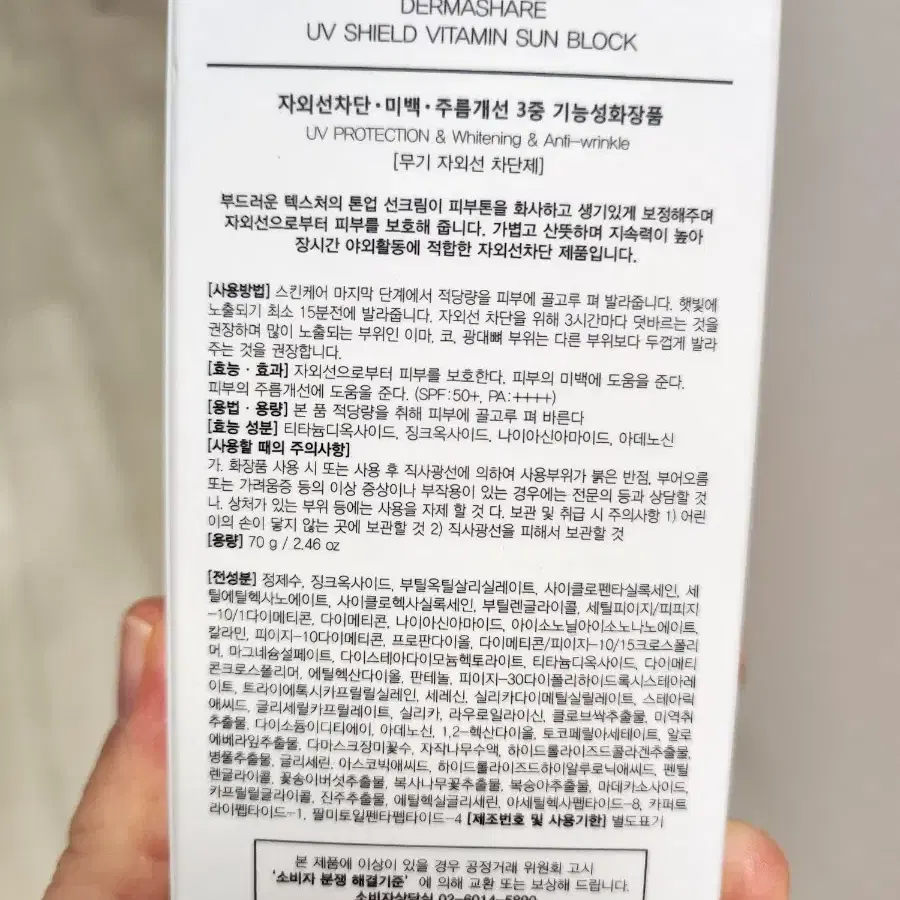 DERMASHARE
UV SHIELD VITAMIN SUN BLOCK
자외선차단·미백·주름개선 3중 기능성화장품
UV PROTECTION & Whitening & Anti-wrinkle
[무기 자외선 차단제]
부드러운 텍스처의 톤업 선크림이 피부톤을 화사하고 생기있게 보정해주며
자외선으로부터 피부를 보호해 줍니다. 가볍고 산뜻하며 지속력이 높아
장시간 야외활동에 적합한 자외선차단 제품입니다.
[사용방법] 스킨케어 마지막 단계에서 적당량을 피부에 골고루 펴 발라줍니다. 햇빛에
노출되기 최소 15분전에 발라줍니다. 자외선 차단을 위해 3시간마다 덧바르는 것을
권장하며 많이 노출되는 부위인 이마, 코, 광대뼈 부위는 다른 부위보다 두껍게 발라
주는 것을 권장합니다.
[효능·효과] 자외선으로부터 피부를 보호한다. 피부의 미백에 도움을 준다.
피부의 주름개선에 도움을 준다. (SPF:50+, PA:++++)
[용법·용량] 본 품 적당량을 취해 피부에 골고루 펴 바른다
[효능 성분] 티타늄디옥사이드, 징크옥사이드, 나이아신아마이드, 아데노신
[사용할 때의 주의사항]
가. 화장품 사용 시 또는 사용 후 직사광선에 의하여 사용부위가 붉은 반점, 부어오름
또는 가려움증 등의 이상 증상이나 부작용이 있는 경우에는 전문의 등과 상담할 것
나. 상처가 있는 부위 등에는 사용을 자제 할 것 다. 보관 및 취급 시 주의사항 1) 어린
이의 손이 닿지 않는 곳에 보관할 것 2) 직사광선을 피해서 보관할 것
[용량] 70 g / 2.46 oz
[전성분] 정제수, 징크옥사이드, 부틸옥틸살리실레이트, 사이클로펜타실록세인, 세
틸에틸헥사노에이트, 사이클로헥사실록세인, 부틸렌글라이콜, 세틸피이지/피피지
-10/1다이메티콘, 다이메티콘, 나이아신아마이드, 아이소노닐아이소노나노에이트,
칼라민, 피이지-10다이메티콘, 프로판다이올, 다이메티콘/피이지-10/15크로스폴리
머, 마그네슘설페이트, 다이스테아다이모늄헥토라이트, 티타늄디옥사이드, 다이메티
콘크로스폴리머, 에틸헥산다이올, 판테놀, 피이지-30다이폴리하이드록시스테아레
이트, 트라이에톡시카프릴릴실레인, 세레신, 실리카다이메틸실릴레이트, 스테아릭
애씨드, 글리세릴카프릴레이트, 실리카, 라우로일라이신, 클로브싹추출물, 미역취
추출물, 다이소듐이디티에이, 아데노신, 1,2-헥산다이올, 토코페릴아세테이트, 알로
에베라잎추출물, 다마스크장미꽃수, 자작나무수액, 하이드롤라이즈드콜라겐추출물,
병풀추출물, 글리세린, 아스코빅애씨드, 하이드롤라이즈드하이알루로닉애씨드, 펜틸
렌글라이콜, 꽃송이버섯추출물, 복사나무꽃추출물, 복숭아추출물, 마데카소사이드,
카프릴릴글라이콜, 진주추출물, 에틸헥실글리세린, 아세틸헥사펩타이드-8, 카퍼트
라이펩타이드-1, 팔미토일펜타펩타이드-4 [제조번호 및 사용기한] 별도표기
본 제품에 이상이 있을 경우 공정거래 위원회 고시
'소비자 분쟁 해결기준' 에 의해 교환 또는 보상해 드립니다.
소비자상담실 02-6014-5890